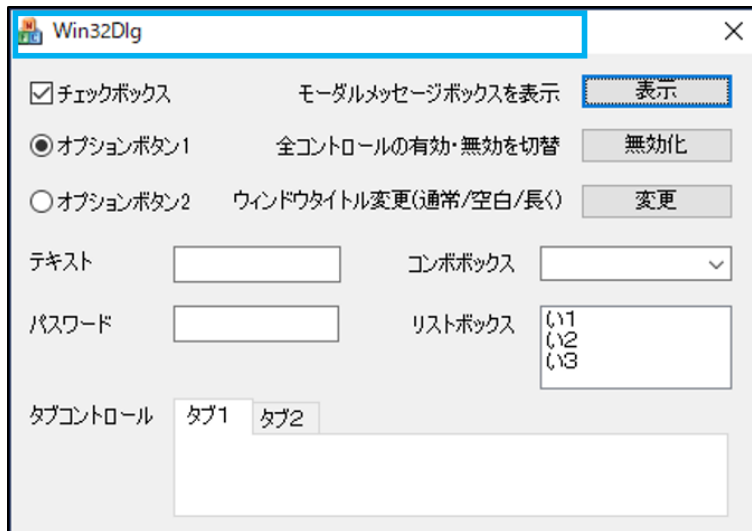 Win32Dlg
チェックボックス モーダルメッセージボックスを表示 表示
オプションボタン1 全コントロールの有効・無効を切替 無効化
オプションボタン2 ウィンドウタイトル変更(通常/空白/長く) 変更
テキスト コンボボックス
パスワード リストボックス い1
い2
い3
タブコントロール タブ1 タブ2